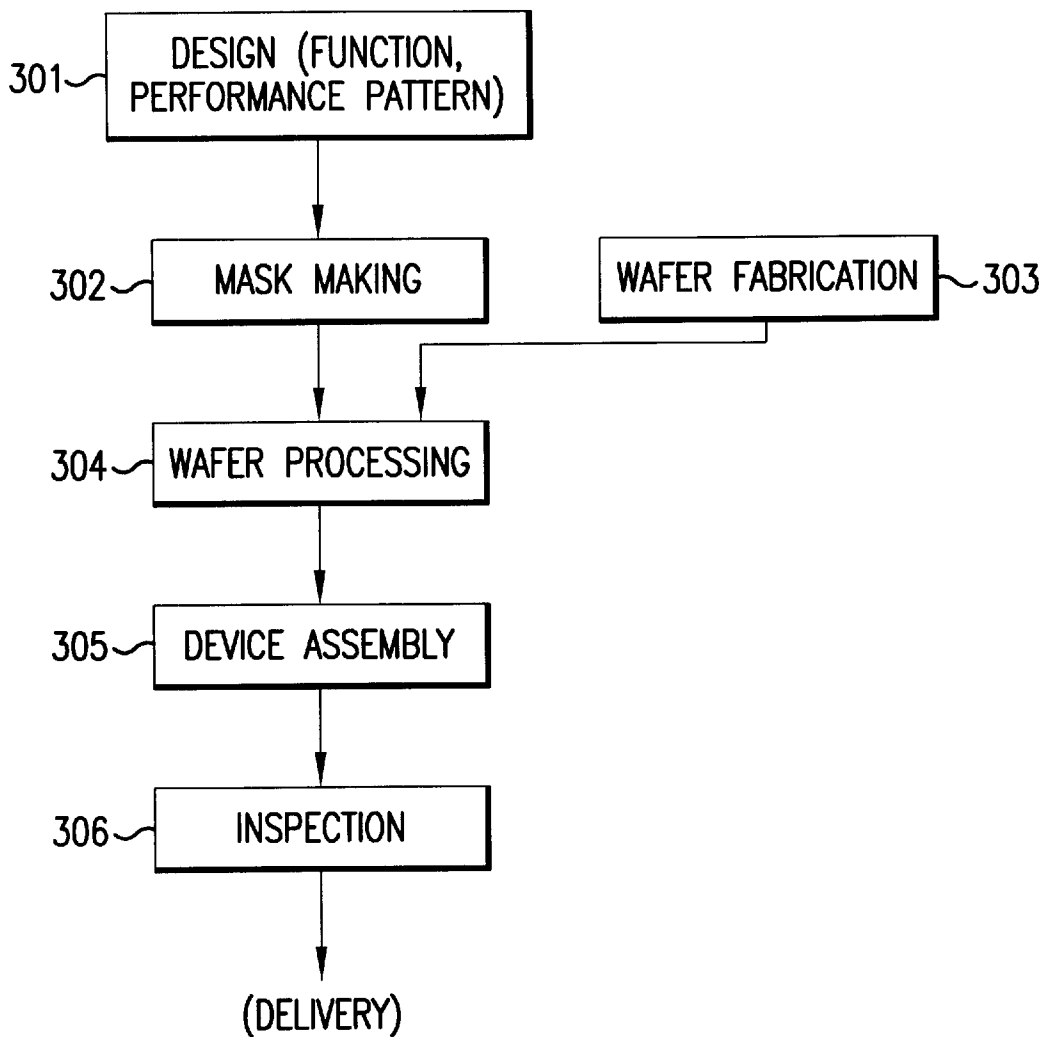 DESIGN (FUNCTION,
PERFORMANCE PATTERN)
301
MASK MAKING
302
WAFER FABRICATION
303
WAFER PROCESSING
304
DEVICE ASSEMBLY
305
INSPECTION
306
(DELIVERY)